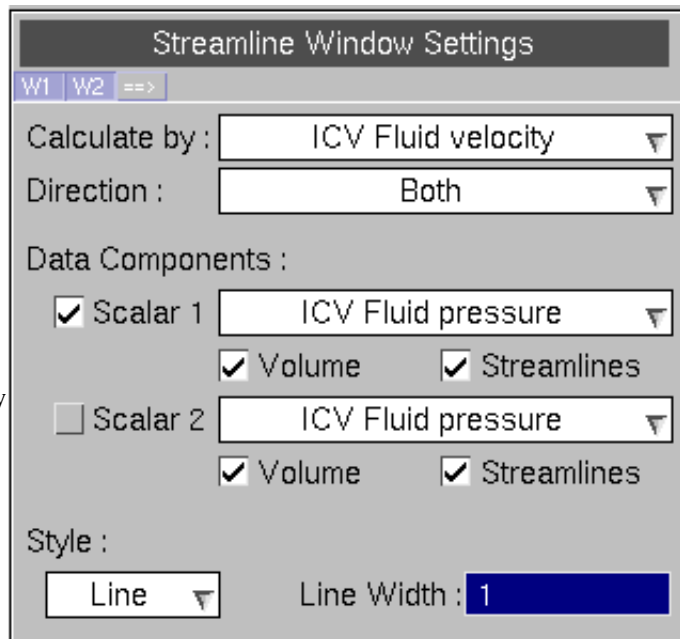 Streamline Window Settings
W1 W2 ==>
Calculate by : ICV Fluid velocity
Direction : Both
Data Components :
Scalar 1 ICV Fluid pressure
Volume Streamlines
y
Scalar 2 ICV Fluid pressure
Volume Streamlines
Style :
Line Line Width : 1